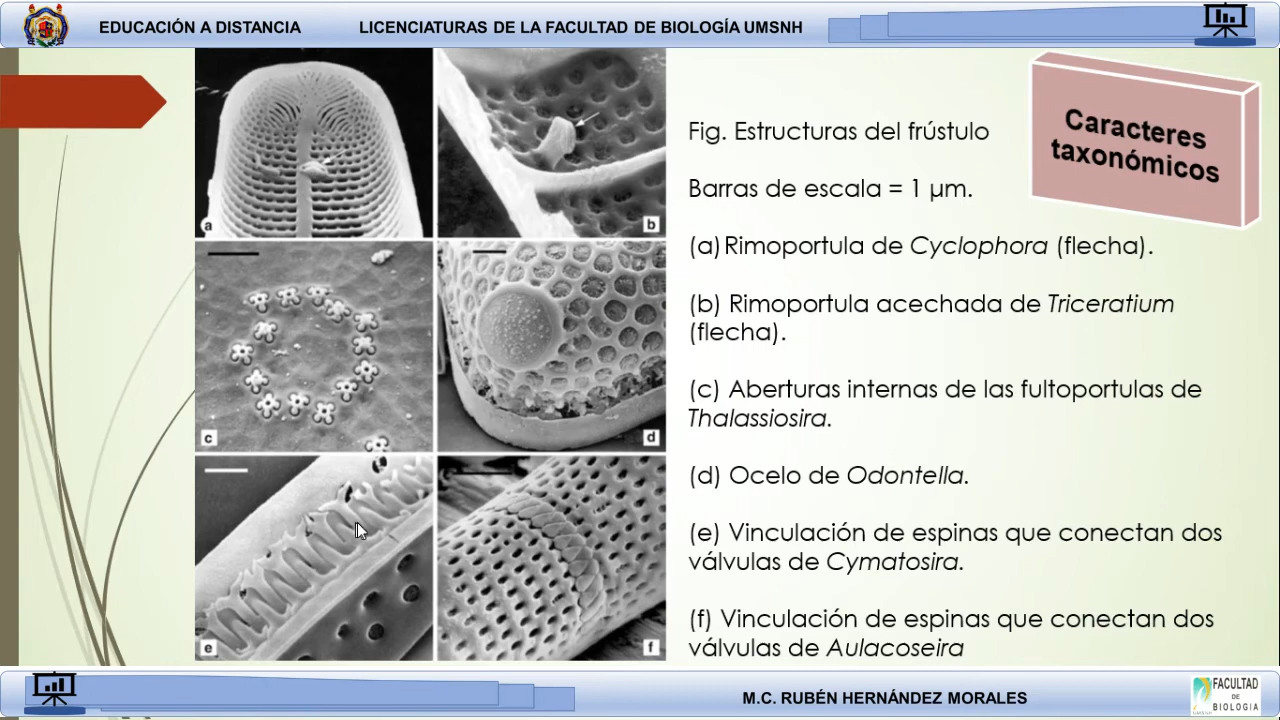 EDUCACIÓN A DISTANCIA LICENCIATURAS DE LA FACULTAD DE BIOLOGÍA UMSNH
Caracteres
taxonómicos
Fig. Estructuras del frústulo
Barras de escala = 1 µm.
(a) Rimoportula de Cyclophora (flecha).
(b) Rimoportula acechada de Triceratium
(flecha).
(c) Aberturas internas de las fultoportulas de
Thalassiosira.
(d) Ocelo de Odontella.
(e) Vinculación de espinas que conectan dos
válvulas de Cymatosira.
(f) Vinculación de espinas que conectan dos
válvulas de Aulacoseira
a
b
c
d
e
f
M.C. RUBÉN HERNÁNDEZ MORALES
FACULTAD
DE
BIOLOGIA